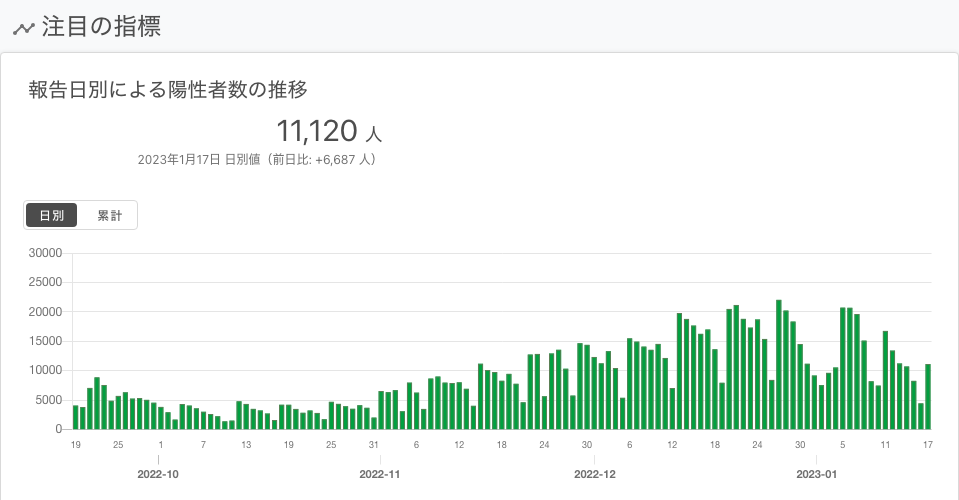 注目の指標
報告日別による陽性者数の推移
11,120 人
2023年1月17日 日別値（前日比: +6,687 人）
日別 累計
30000
25000
20000
15000
10000
5000
0
19 25 1 7 13 19 25 31 6 12 18 24 30 6 12 18 24 30 5 11 17
2022-10 2022-11 2022-12 2023-01